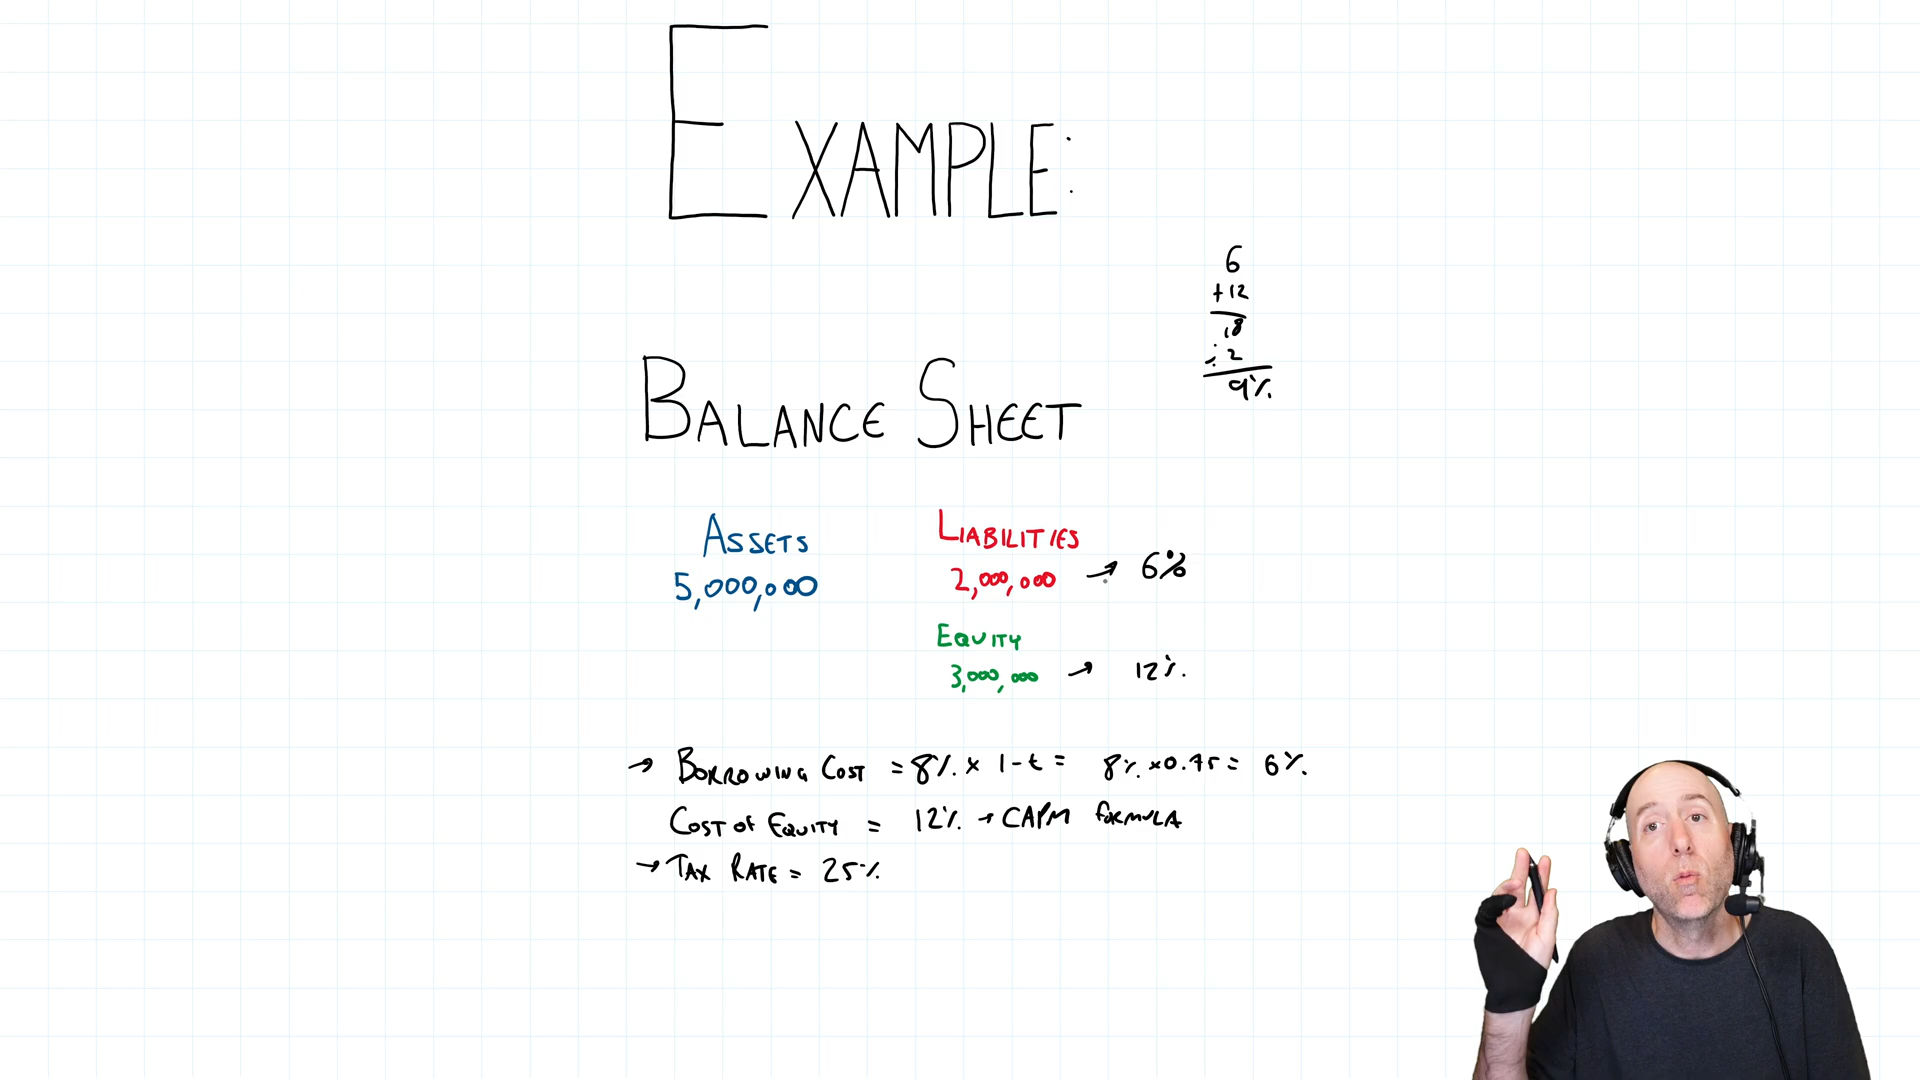 EXAMPLE:
6
+12
18
÷2
9%
BALANCE SHEET
ASSETS
5,000,000
LIABILITIES
2,000,000 → 6%
EQUITY
3,000,000 → 12%.
→ BORROWING COST = 8% x 1-t = 8% x0.75 = 6%.
COST OF EQUITY = 12% → CAPM FORMULA
→ TAX RATE = 25%